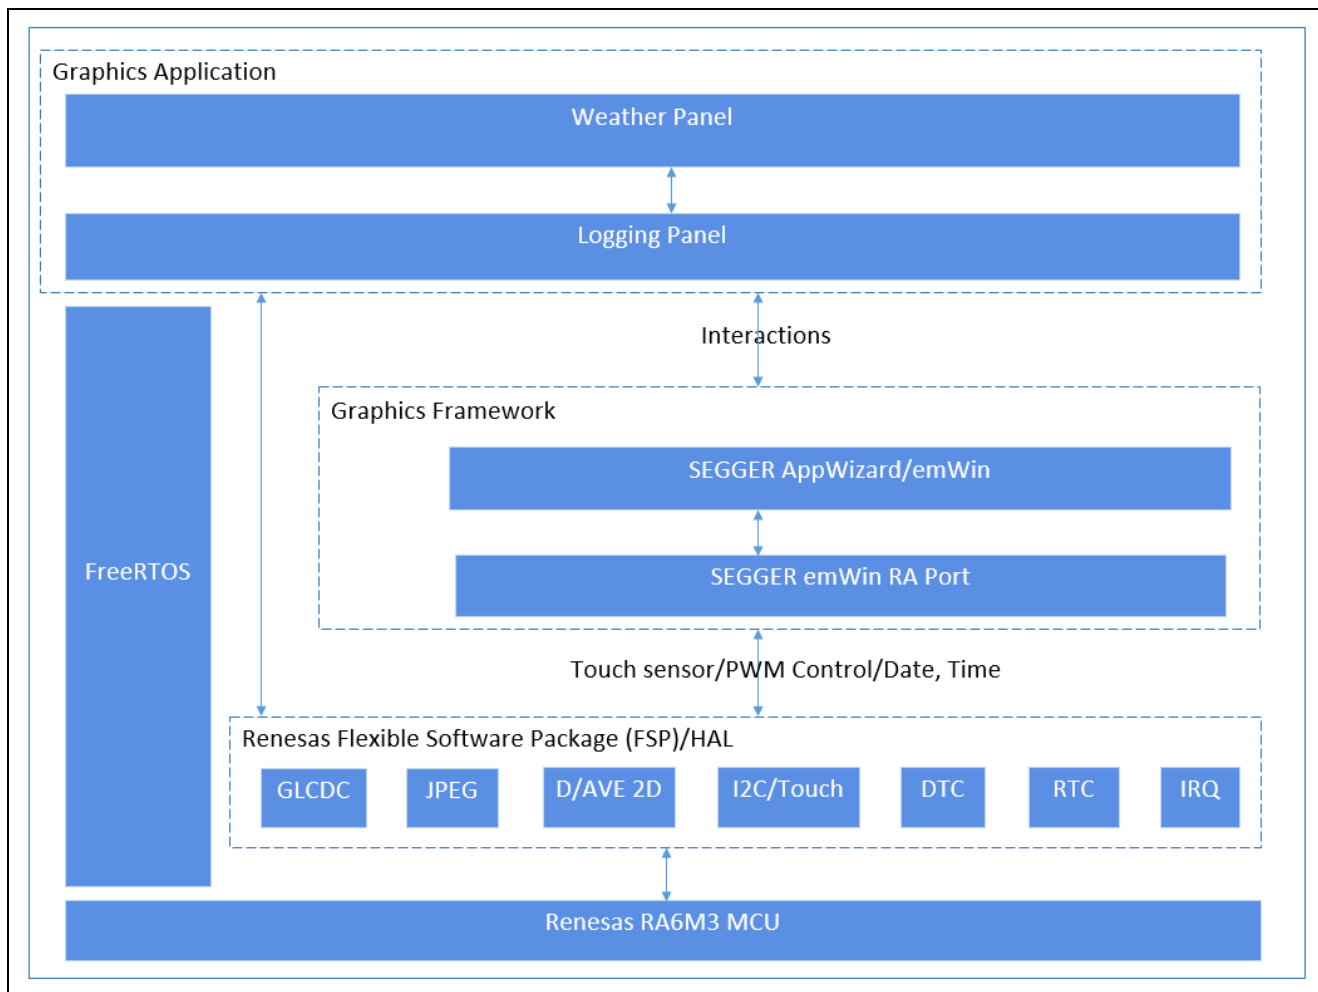 Graphics Application
Weather Panel
Logging Panel
Interactions
Graphics Framework
SEGGER AppWizard/emWin
FreeRTOS
SEGGER emWin RA Port
Touch sensor/PWM Control/Date, Time
Renesas Flexible Software Package (FSP)/HAL
GLCDC
JPEG
D/AVE 2D
I2C/Touch
DTC
RTC
IRQ
Renesas RA6M3 MCU